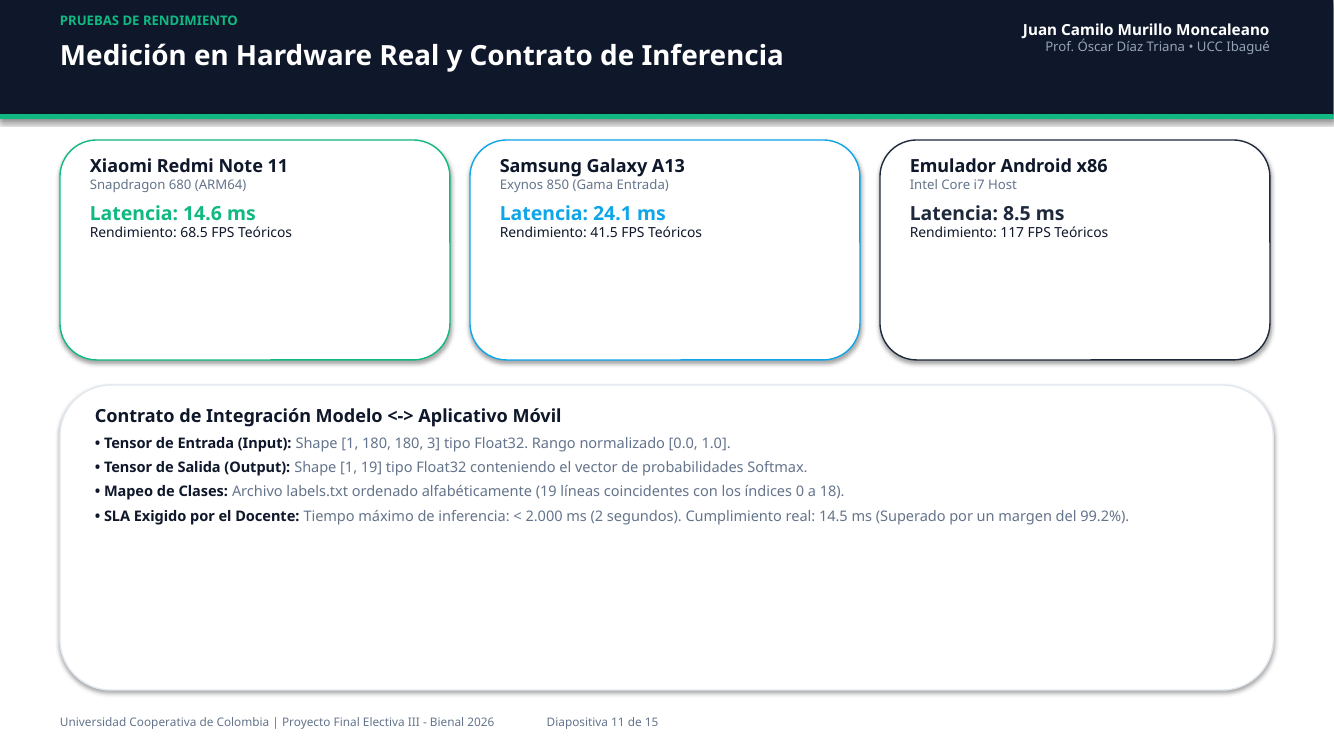 PRUEBAS DE RENDIMIENTO
Medición en Hardware Real y Contrato de Inferencia
Juan Camilo Murillo Moncaleano
Prof. Óscar Díaz Triana • UCC Ibagué
Xiaomi Redmi Note 11
Snapdragon 680 (ARM64)
Latencia: 14.6 ms
Rendimiento: 68.5 FPS Teóricos
Samsung Galaxy A13
Exynos 850 (Gama Entrada)
Latencia: 24.1 ms
Rendimiento: 41.5 FPS Teóricos
Emulador Android x86
Intel Core i7 Host
Latencia: 8.5 ms
Rendimiento: 117 FPS Teóricos
Contrato de Integración Modelo <-> Aplicativo Móvil
• Tensor de Entrada (Input): Shape [1, 180, 180, 3] tipo Float32. Rango normalizado [0.0, 1.0].
• Tensor de Salida (Output): Shape [1, 19] tipo Float32 conteniendo el vector de probabilidades Softmax.
• Mapeo de Clases: Archivo labels.txt ordenado alfabéticamente (19 líneas coincidentes con los índices 0 a 18).
• SLA Exigido por el Docente: Tiempo máximo de inferencia: < 2.000 ms (2 segundos). Cumplimiento real: 14.5 ms (Superado por un margen del 99.2%).
Universidad Cooperativa de Colombia | Proyecto Final Electiva III - Bienal 2026
Diapositiva 11 de 15